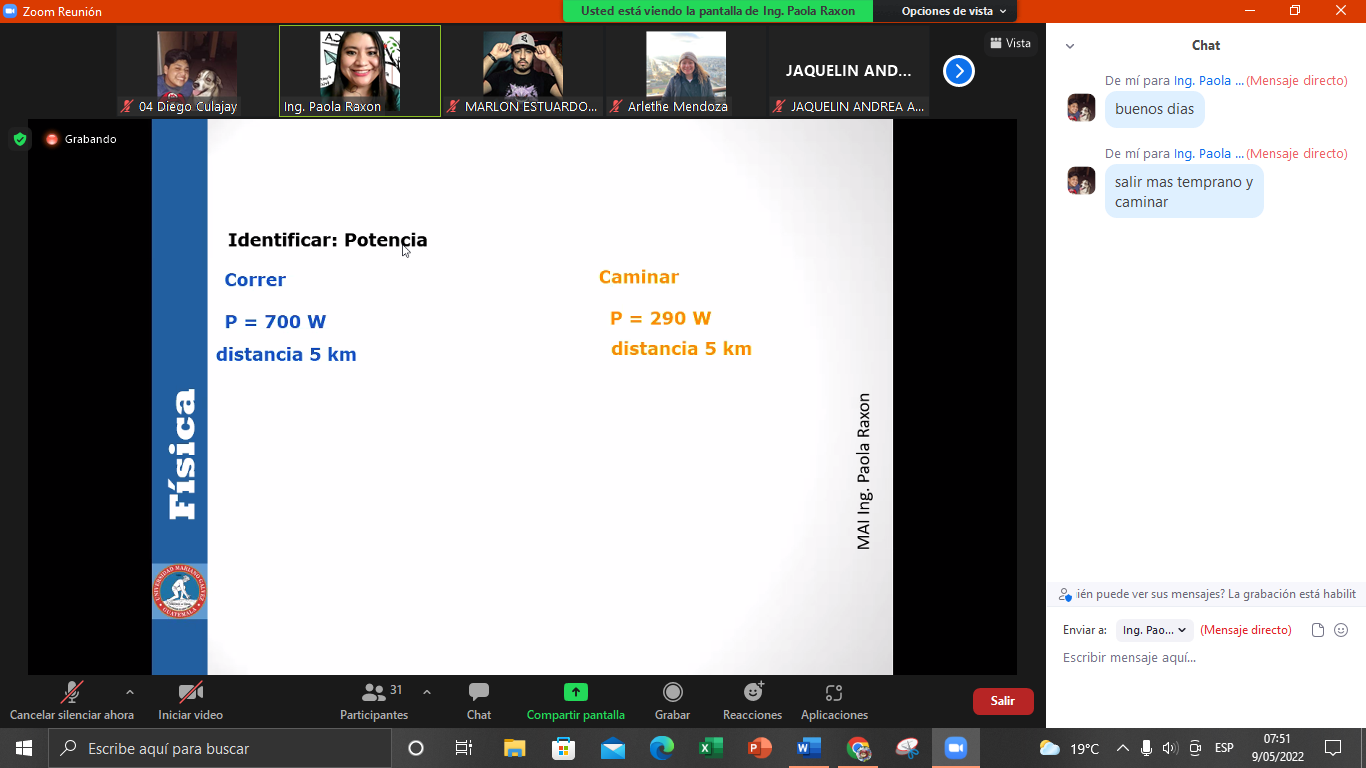 Zoom Reunión
Usted está viendo la pantalla de Ing. Paola Raxon
Opciones de vista
04 Diego Culajay
Ing. Paola Raxon
MARLON ESTUARDO...
Arlethe Mendoza
JAQUELIN AND...
JAQUELIN ANDREA A...
Vista
Grabando
Identificar: Potencia
Correr
Caminar
P = 700 W
P = 290 W
distancia 5 km
distancia 5 km
Física
MAI Ing. Paola Raxon
UNIVERSIDAD MARIANO GALVEZ
GUATEMALA
Chat
De mí para Ing. Paola ... (Mensaje directo)
buenos dias
De mí para Ing. Paola ... (Mensaje directo)
salir mas temprano y
caminar
ién puede ver sus mensajes? La grabación está habilit
Enviar a: Ing. Pao... (Mensaje directo)
Escribir mensaje aquí...
Cancelar silenciar ahora
Iniciar video
31
Participantes
Chat
Compartir pantalla
Grabar
Reacciones
Aplicaciones
Salir
Escribe aquí para buscar
19°C
ESP
07:51
9/05/2022